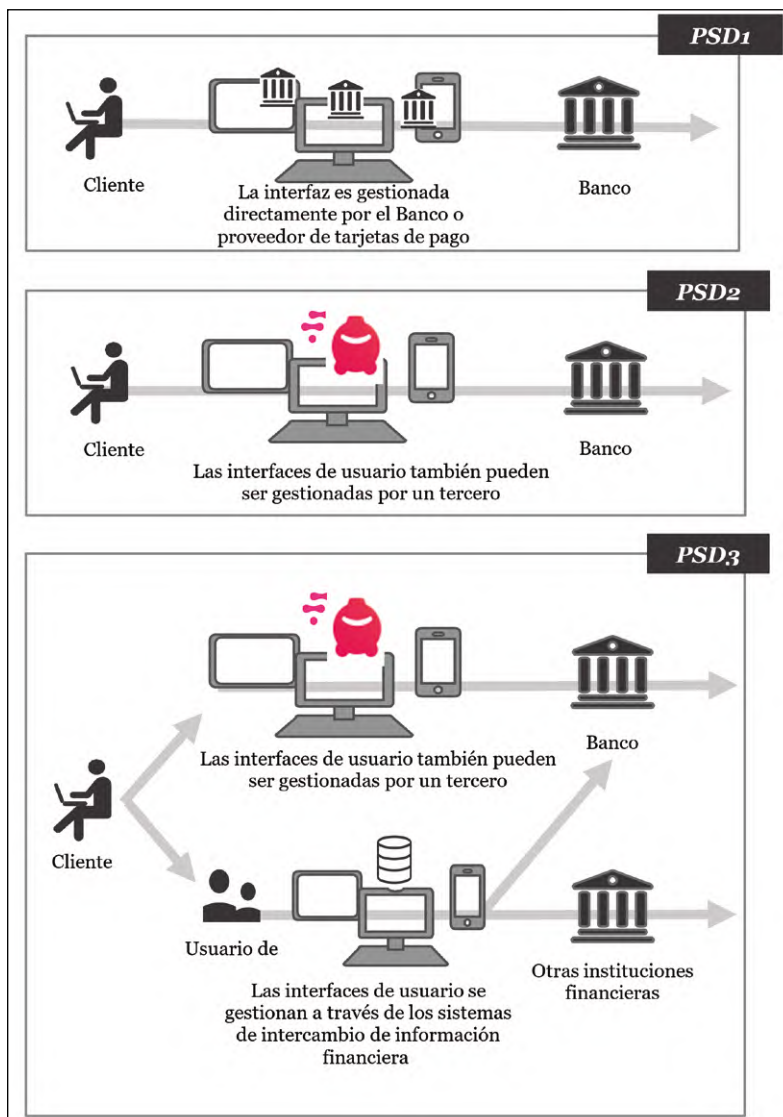 PSD1
Cliente
La interfaz es gestionada
directamente por el Banco o
proveedor de tarjetas de pago
Banco
PSD2
Cliente
Las interfaces de usuario también pueden
ser gestionadas por un tercero
Banco
PSD3
Las interfaces de usuario también pueden
ser gestionadas por un tercero
Banco
Cliente
Usuario de
Las interfaces de usuario se
gestionan a través de los sistemas
de intercambio de información
financiera
Otras instituciones
financieras